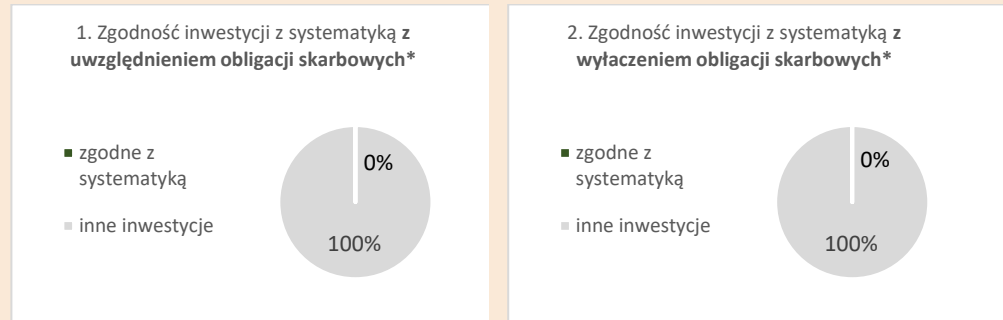 1. Zgodność inwestycji z systematyką z
uwzględnieniem obligacji skarbowych*
zgodne z
systematyką
inne inwestycje
0%
100%
2. Zgodność inwestycji z systematyką z
wyłaczeniem obligacji skarbowych*
zgodne z
systematyką
inne inwestycje
0%
100%